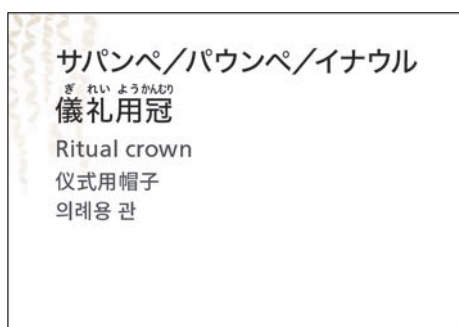 サパンペ／パウンペ／イナウル
ぎ れい ようかんむり
儀礼用冠
Ritual crown
仪式用帽子
의례용 관